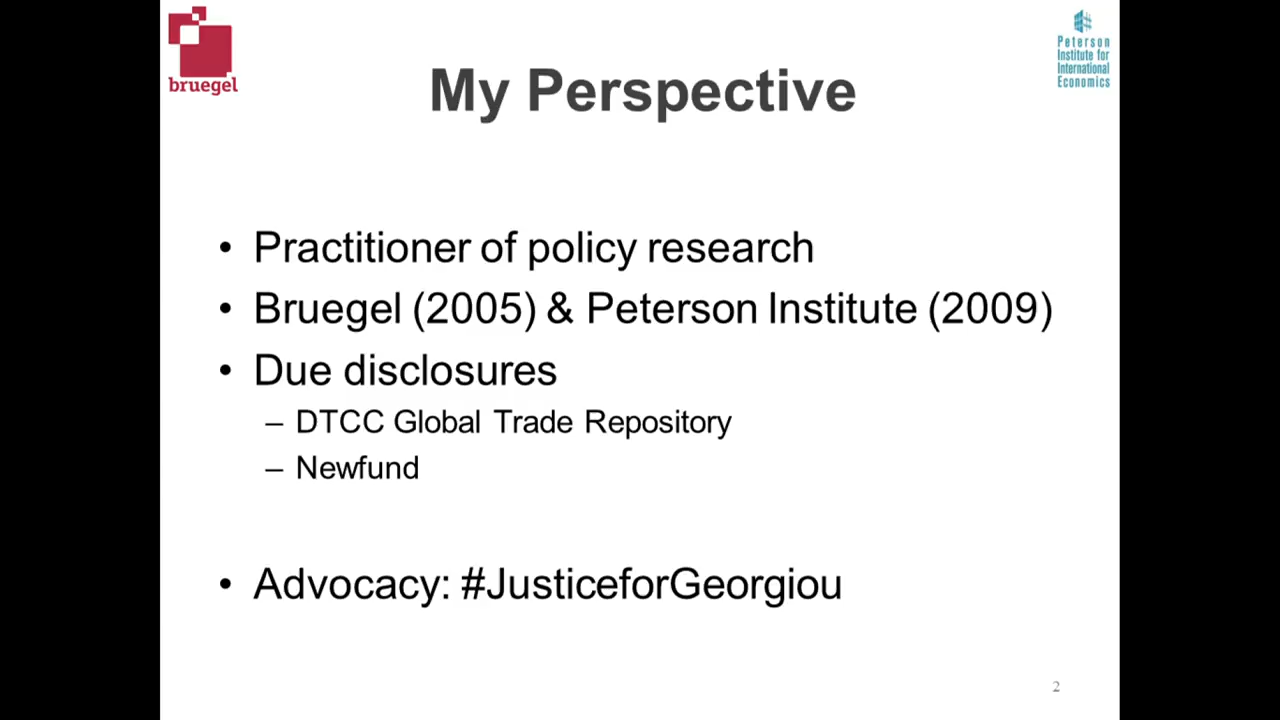 bruegel
Peterson
Institute for
International
Economics
My Perspective
• Practitioner of policy research
• Bruegel (2005) & Peterson Institute (2009)
• Due disclosures
– DTCC Global Trade Repository
– Newfund
• Advocacy: #JusticeforGeorgiou
2